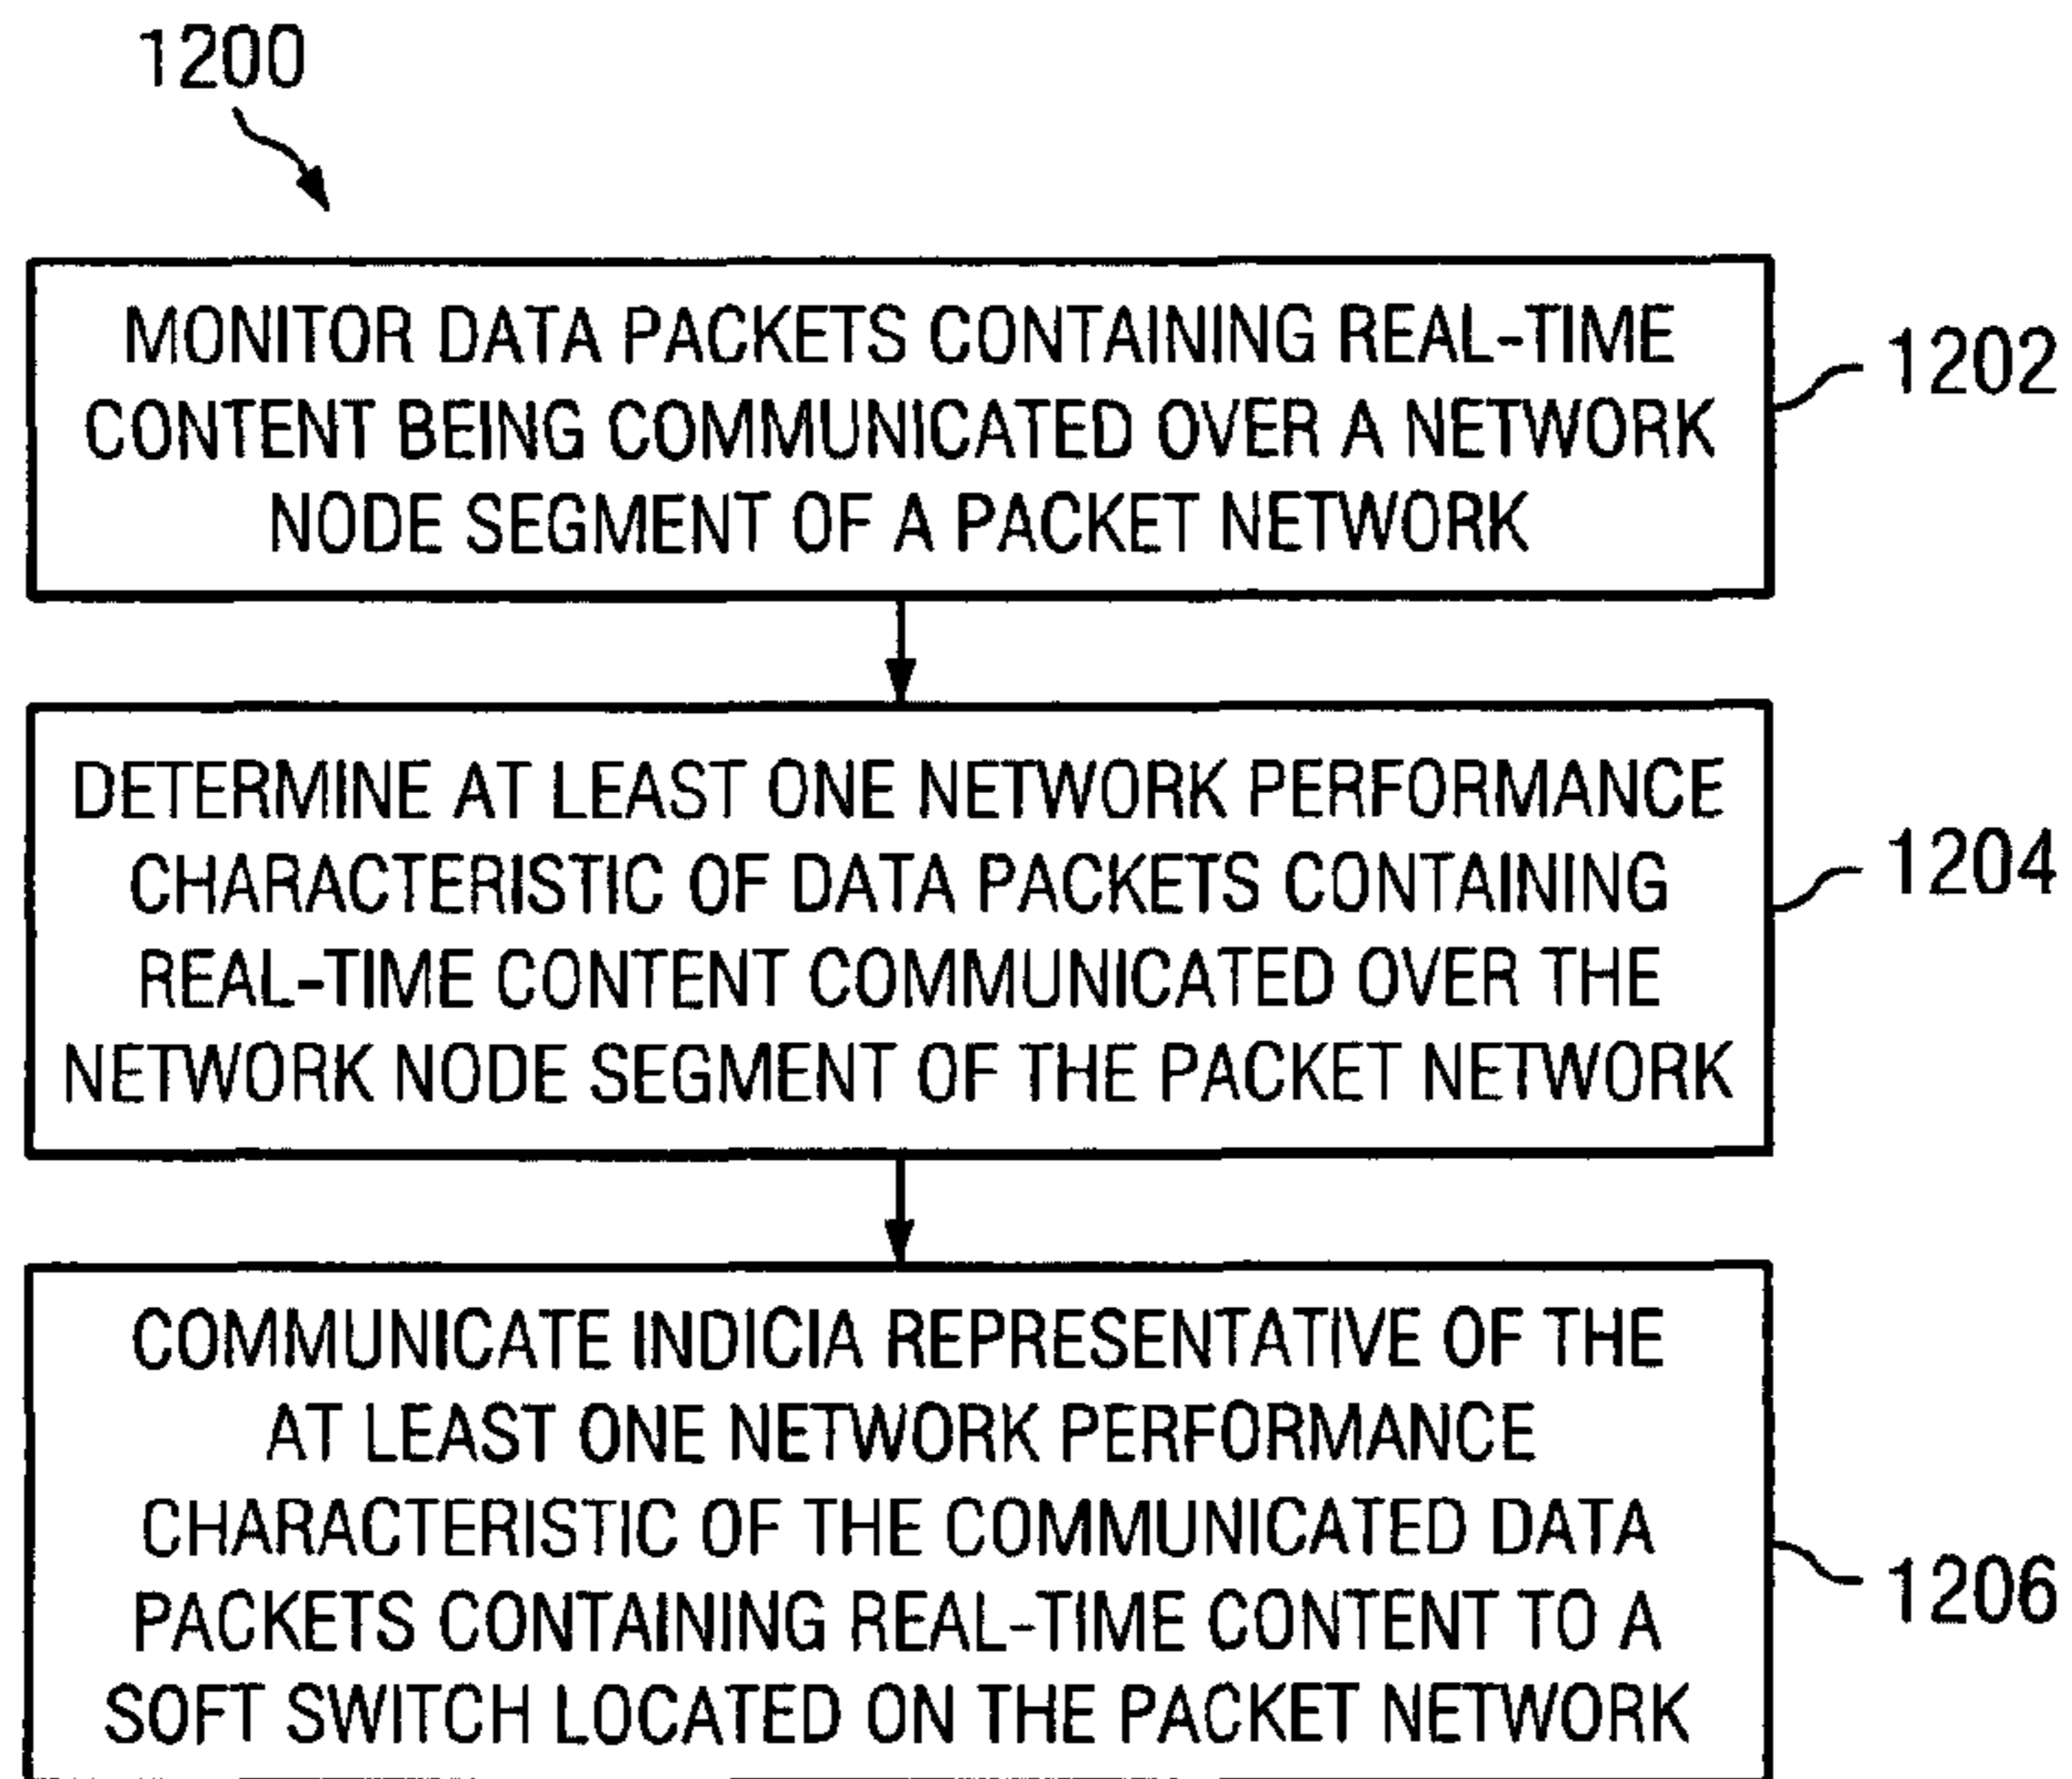 1200
MONITOR DATA PACKETS CONTAINING REAL-TIME
CONTENT BEING COMMUNICATED OVER A NETWORK
NODE SEGMENT OF A PACKET NETWORK
1202
DETERMINE AT LEAST ONE NETWORK PERFORMANCE
CHARACTERISTIC OF DATA PACKETS CONTAINING
REAL-TIME CONTENT COMMUNICATED OVER THE
NETWORK NODE SEGMENT OF THE PACKET NETWORK
1204
COMMUNICATE INDICIA REPRESENTATIVE OF THE
AT LEAST ONE NETWORK PERFORMANCE
CHARACTERISTIC OF THE COMMUNICATED DATA
PACKETS CONTAINING REAL-TIME CONTENT TO A
SOFT SWITCH LOCATED ON THE PACKET NETWORK
1206